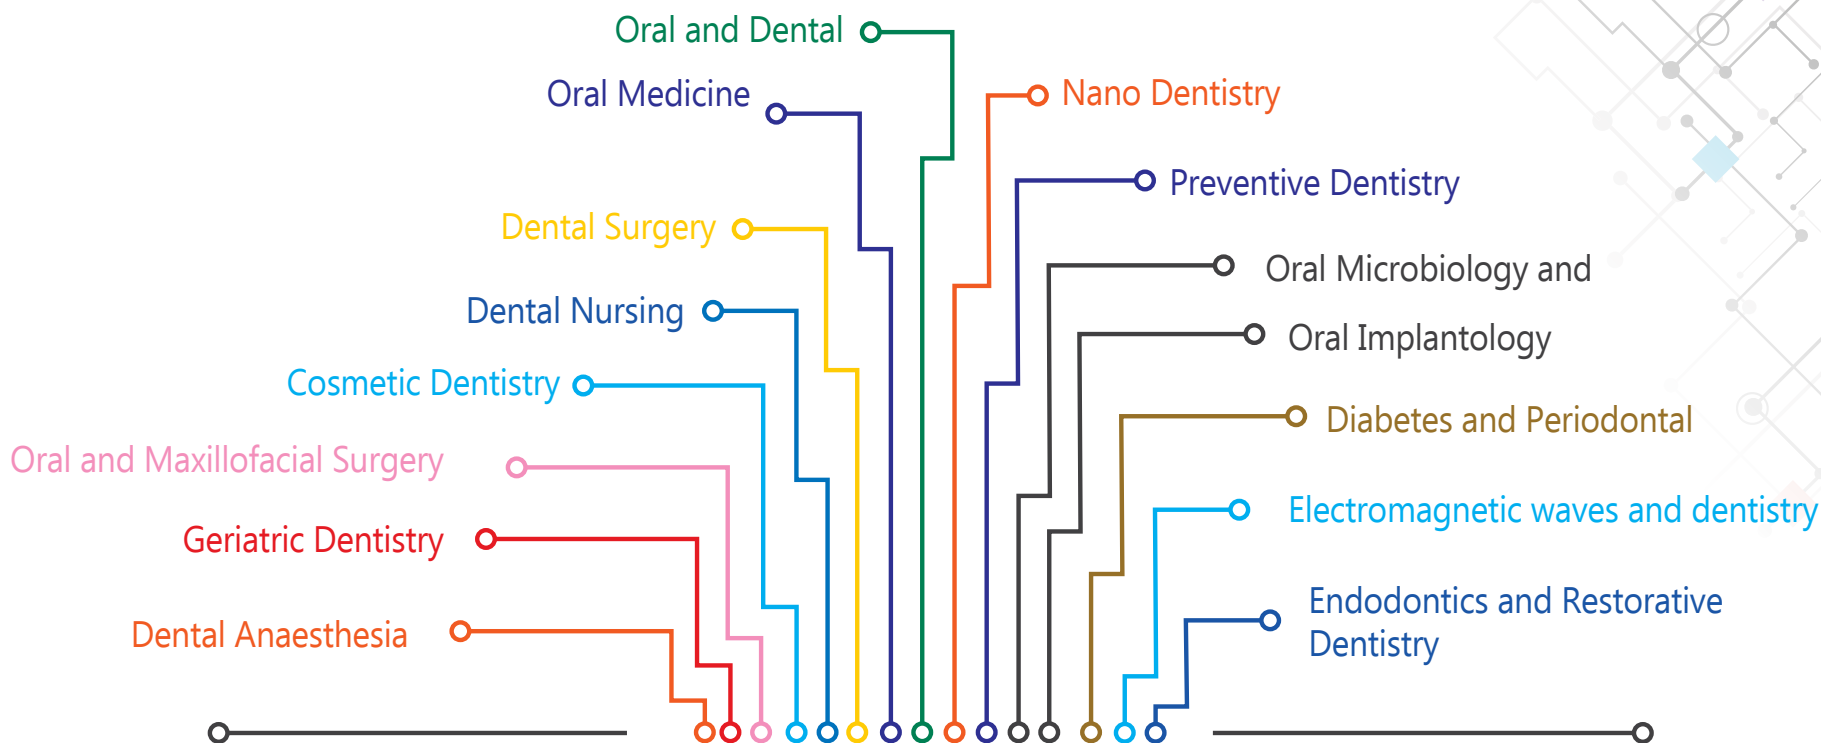 Oral and Dental
Oral Medicine
Nano Dentistry
Preventive Dentistry
Dental Surgery
Oral Microbiology and
Dental Nursing
Oral Implantology
Cosmetic Dentistry
Diabetes and Periodontal
Oral and Maxillofacial Surgery
Electromagnetic waves and dentistry
Geriatric Dentistry
Endodontics and Restorative
Dentistry
Dental Anaesthesia